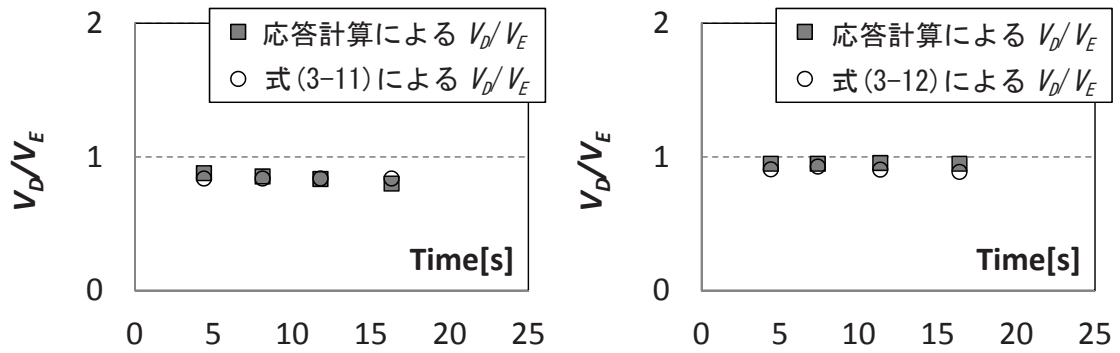 2
■ 応答計算による V_D/V_E
○ 式(3-11)による V_D/V_E
V_D/V_E
1
Time[s]
0
0 5 10 15 20 25
2
■ 応答計算による V_D/V_E
○ 式(3-12)による V_D/V_E
V_D/V_E
1
Time[s]
0
0 5 10 15 20 25